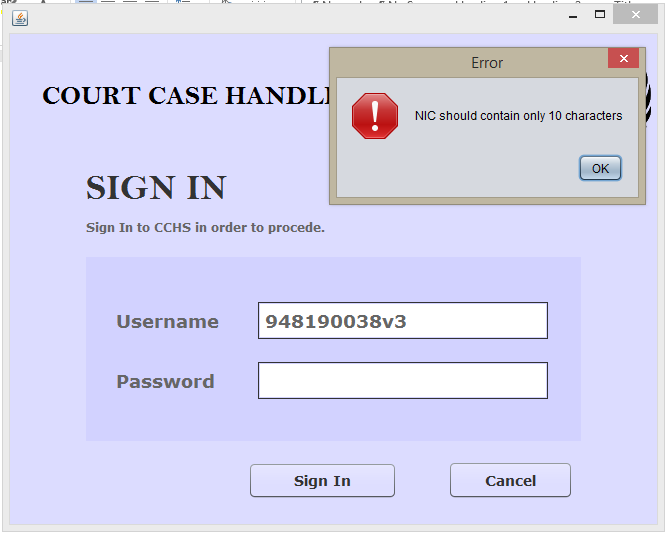 Error
COURT CASE
NIC should contain only 10 characters
OK
SIGN IN
Sign In to CCHS in order to procede.
Username
948190038v3
Password
Sign In
Cancel